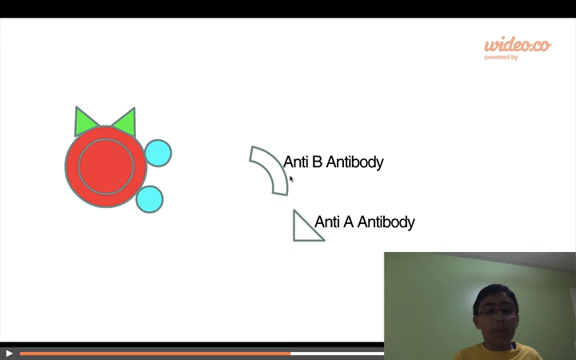 wideo.co
powered by
Anti B Antibody
Anti A Antibody